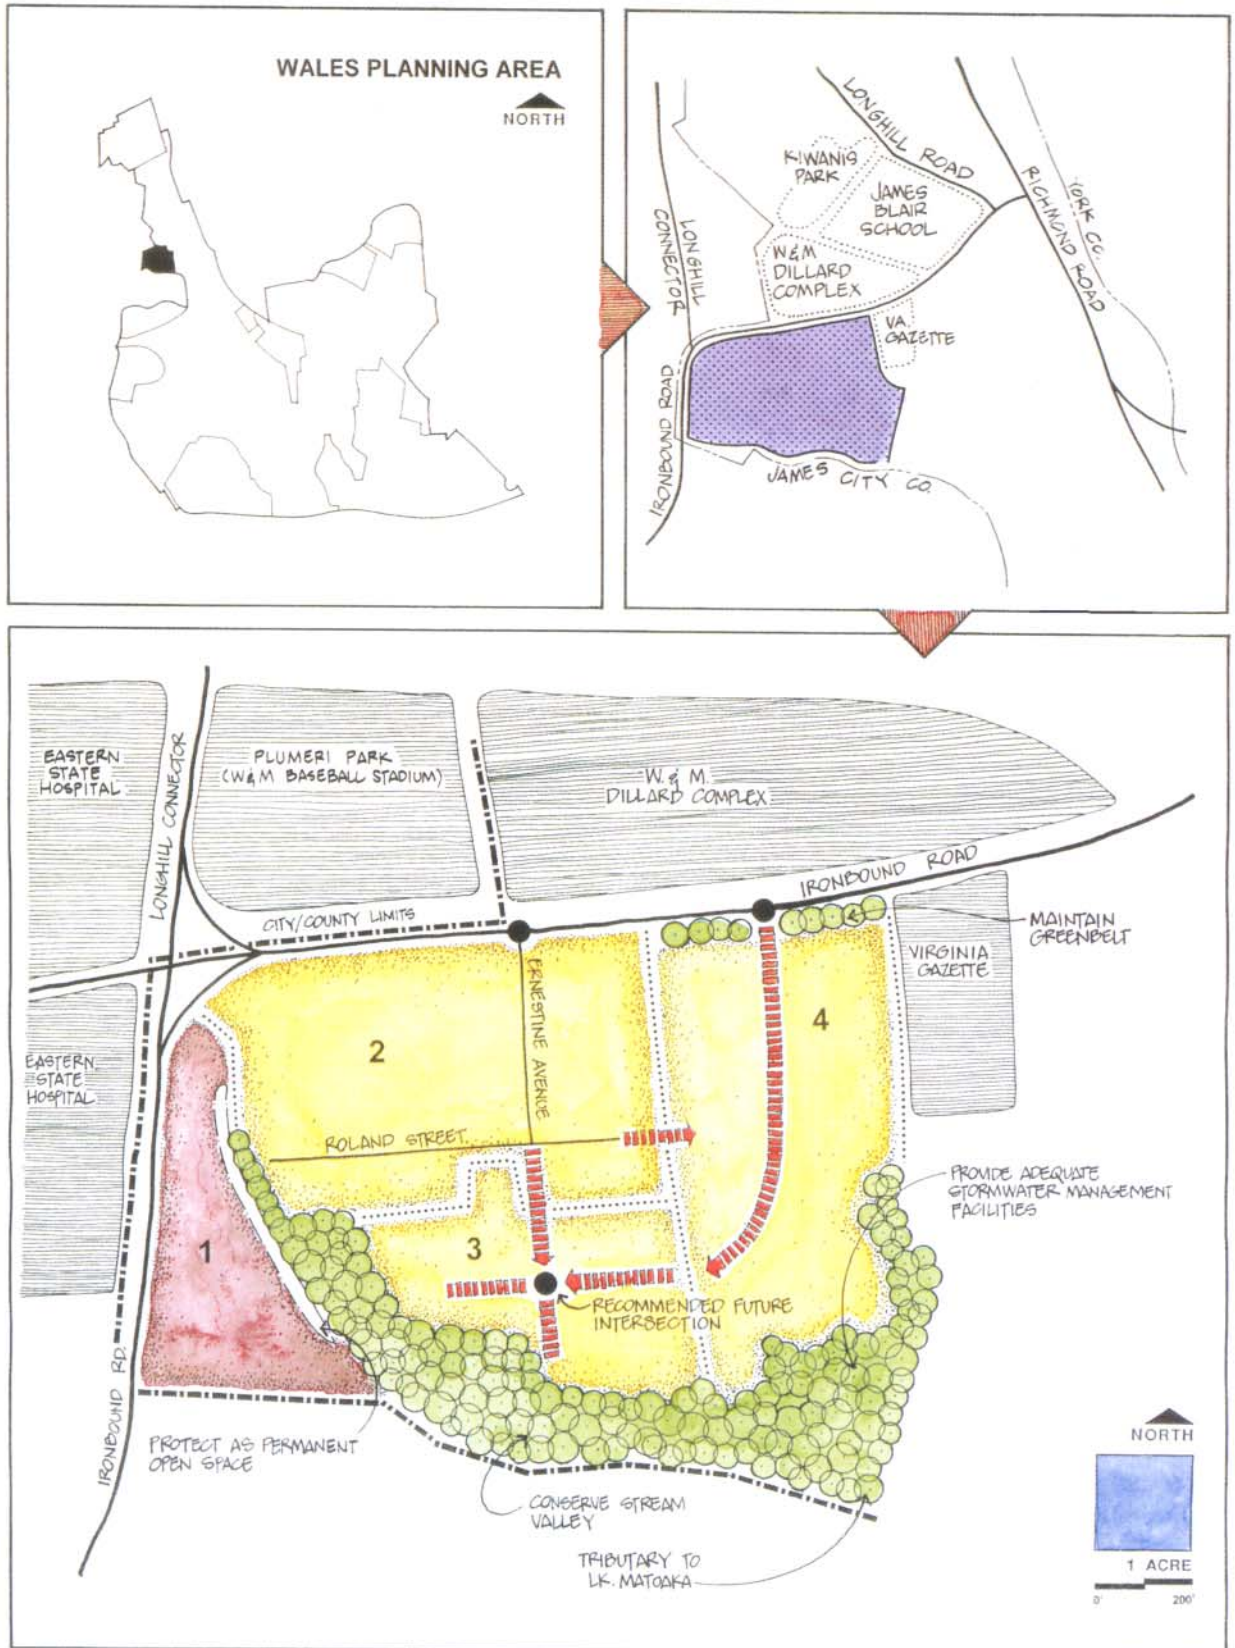 WALES PLANNING AREA
NORTH
LONGHILL ROAD
KIWANIS
PARK
JAMES
BLAIR
SCHOOL
RICHMOND ROAD
YORK CO.
LONGHILL
CONNECTOR
W&M
DILLARD
COMPLEX
VA.
GAZETTE
IRONBOUND ROAD
JAMES CITY CO.
EASTERN
STATE
HOSPITAL
LONGHILL CONNECTOR
PLUMERI PARK
(W&M BASEBALL STADIUM)
W. & M.
DILLARD COMPLEX
IRONBOUND ROAD
CITY/COUNTY LIMITS
MAINTAIN
GREENBELT
VIRGINIA
GAZETTE
ERNESTINE AVENUE
2
4
EASTERN
STATE
HOSPITAL
ROLAND STREET
PROVIDE ADEQUATE
STORMWATER MANAGEMENT
FACILITIES
1
3
RECOMMENDED FUTURE
INTERSECTION
IRONBOUND RD.
PROTECT AS PERMANENT
OPEN SPACE
CONSERVE STREAM
VALLEY
TRIBUTARY TO
LK. MATOAKA
NORTH
1 ACRE
0' 200'